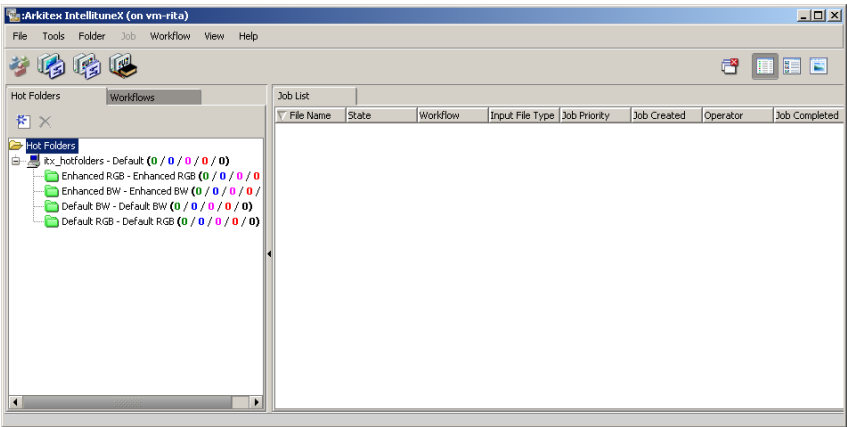 :Arkitex IntellituneX (on vm-rita)
File Tools Folder Job Workflow View Help
Hot Folders Workflows
Job List
File Name State Workflow Input File Type Job Priority Job Created Operator Job Completed
Hot Folders
itx_hotfolders - Default (0 / 0 / 0 / 0 / 0)
Enhanced RGB - Enhanced RGB (0 / 0 / 0 / 0
Enhanced BW - Enhanced BW (0 / 0 / 0 / 0 /
Default BW - Default BW (0 / 0 / 0 / 0 / 0)
Default RGB - Default RGB (0 / 0 / 0 / 0 / 0)